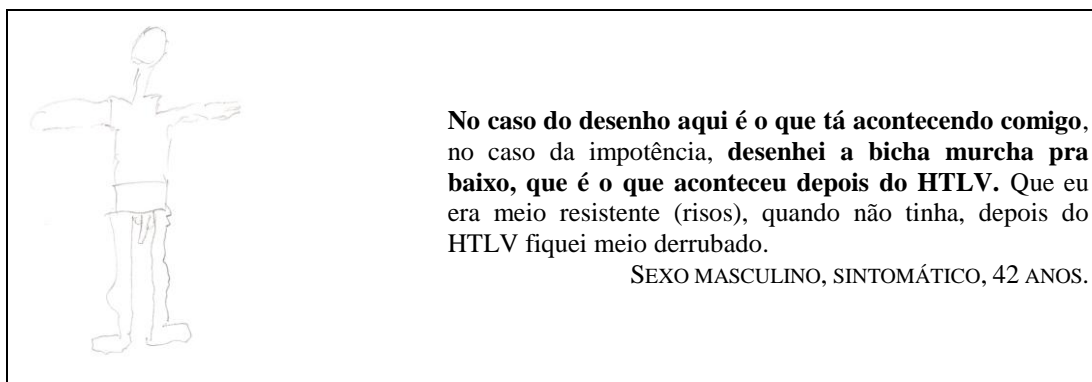 No caso do desenho aqui é o que tá acontecendo comigo,
no caso da impotência, desenhei a bicha murcha pra
baixo, que é o que aconteceu depois do HTLV. Que eu
era meio resistente (risos), quando não tinha, depois do
HTLV fiquei meio derrubado.
SEXO MASCULINO, SINTOMÁTICO, 42 ANOS.